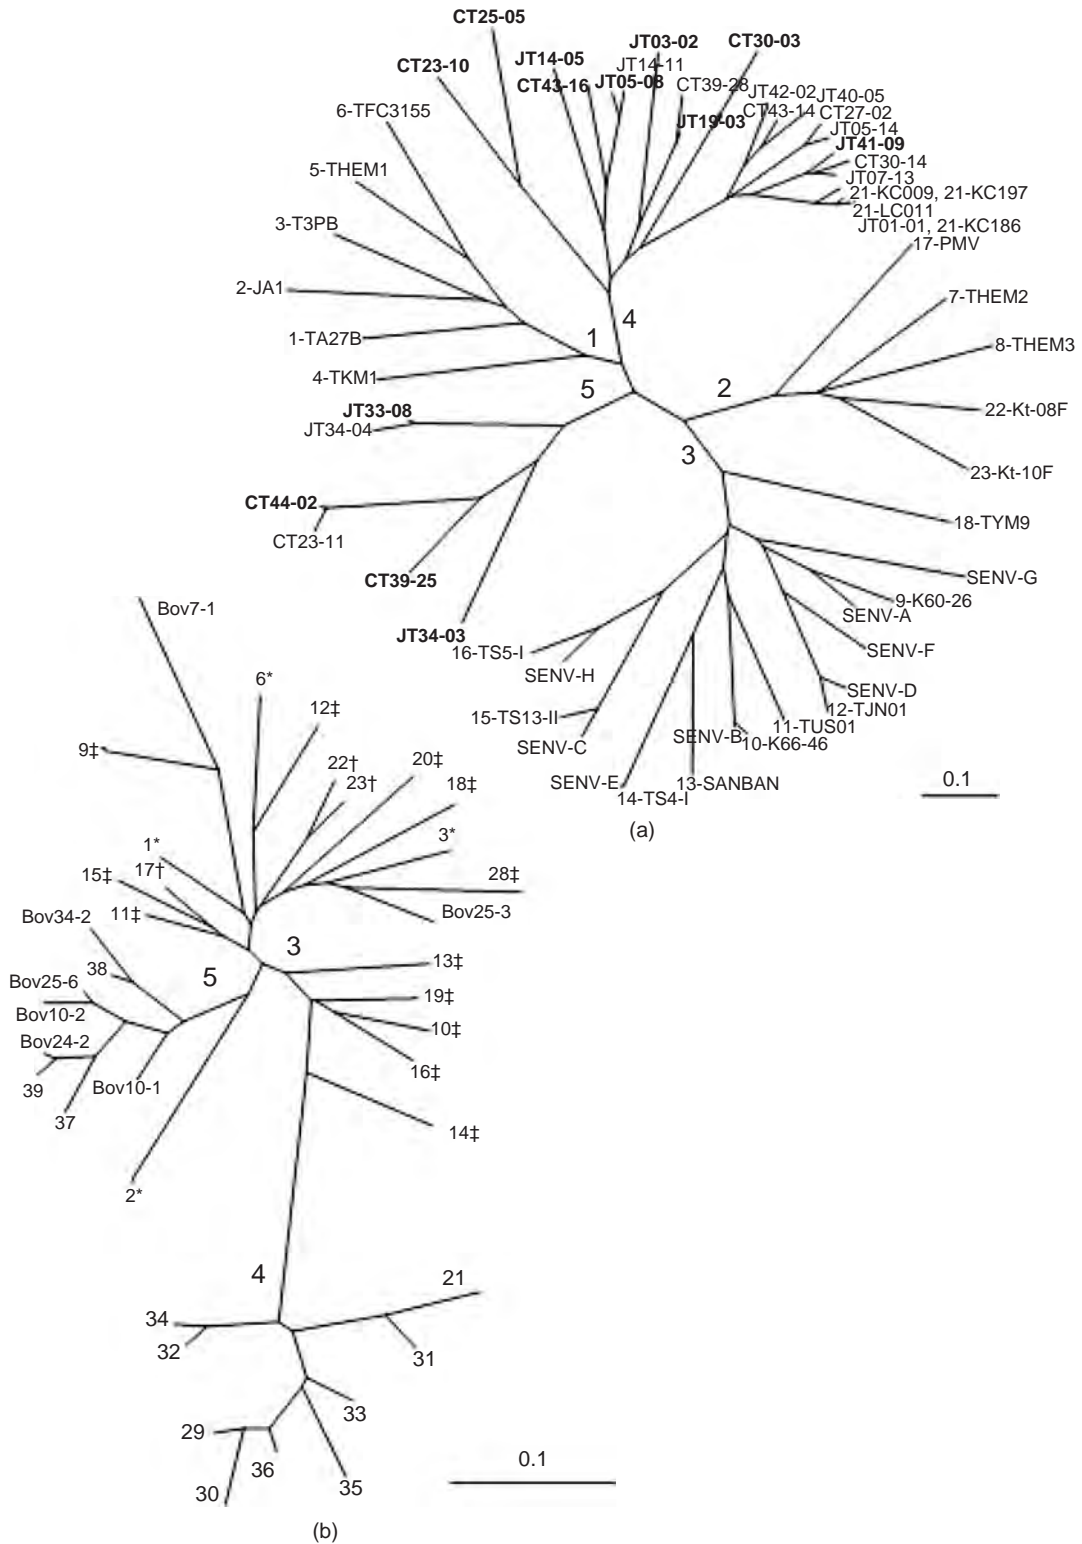 CT25-05
JT03-02
CT30-03
CT23-10
JT14-05
JT14-11
CT43-16
JT05-08
CT39-28
JT42-02
JT40-05
6-TFC3155
CT43-14
CT27-02
JT19-03
JT05-14
JT41-09
5-THEM1
CT30-14
JT07-13
21-KC009, 21-KC197
3-T3PB
21-LC011
JT01-01, 21-KC186
17-PMV
2-JA1
7-THEM2
4
1-TA27B
1
8-THEM3
4-TKM1
5
2
JT33-08
22-Kt-08F
JT34-04
3
23-Kt-10F
CT44-02
18-TYM9
CT23-11
CT39-25
SENV-G
9-K60-26
SENV-A
JT34-03
16-TS5-I
SENV-F
SENV-H
SENV-D
12-TJN01
15-TS13-II
11-TUS01
SENV-C
SENV-B
10-K66-46
SENV-E
13-SANBAN
14-TS4-I
0.1
(a)
Bov7-1
6*
12‡
9‡
22†
20‡
23†
18‡
1*
3*
17†
15‡
28‡
11‡
Bov25-3
Bov34-2
3
13‡
38
5
Bov25-6
19‡
Bov10-2
10‡
Bov24-2
16‡
39
Bov10-1
37
14‡
2*
4
21
34
32
31
33
29
36
35
30
0.1
(b)